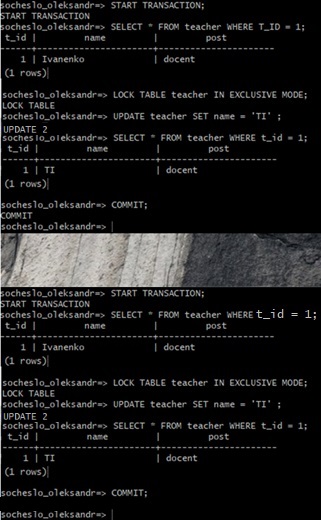 socheslo_oleksandr=> START TRANSACTION;
START TRANSACTION
socheslo_oleksandr=> SELECT * FROM teacher WHERE T_ID = 1;
t_id | name | post
------+----------------------+----------------------
1 | Ivanenko | docent
(1 rows)
socheslo_oleksandr=> LOCK TABLE teacher IN EXCLUSIVE MODE;
LOCK TABLE
socheslo_oleksandr=> UPDATE teacher SET name = 'TI' ;
UPDATE 2
socheslo_oleksandr=> SELECT * FROM teacher WHERE t_id = 1;
t_id | name | post
------+----------------------+----------------------
1 | TI | docent
(1 rows)
socheslo_oleksandr=> COMMIT;
COMMIT
socheslo_oleksandr=>
socheslo_oleksandr=> START TRANSACTION;
START TRANSACTION
socheslo_oleksandr=> SELECT * FROM teacher WHERE t_id = 1;
t_id | name | post
------+----------------------+----------------------
1 | Ivanenko | docent
(1 rows)
socheslo_oleksandr=> LOCK TABLE teacher IN EXCLUSIVE MODE;
LOCK TABLE
socheslo_oleksandr=> UPDATE teacher SET name = 'TI' ;
UPDATE 2
socheslo_oleksandr=> SELECT * FROM teacher WHERE t_id = 1;
t_id | name | post
------+----------------------+----------------------
1 | TI | docent
(1 rows)
socheslo_oleksandr=> COMMIT;
socheslo_oleksandr=>